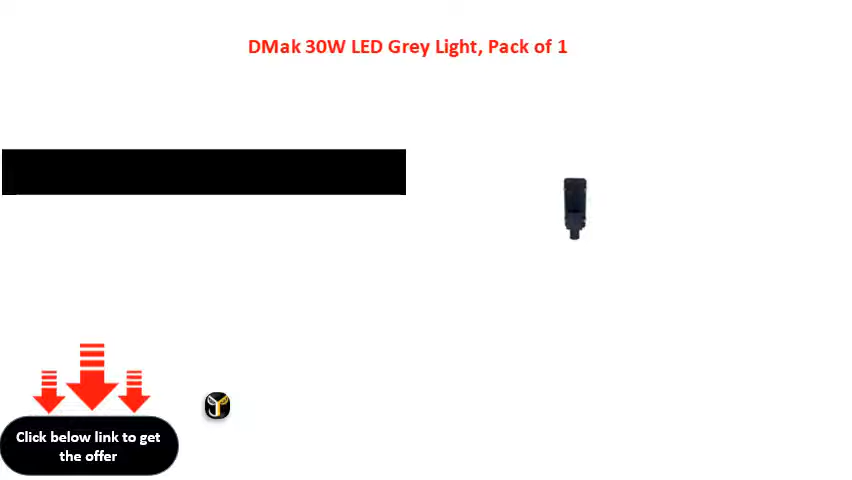 DMak 30W LED Grey Light, Pack of 1
Click below link to get
the offer